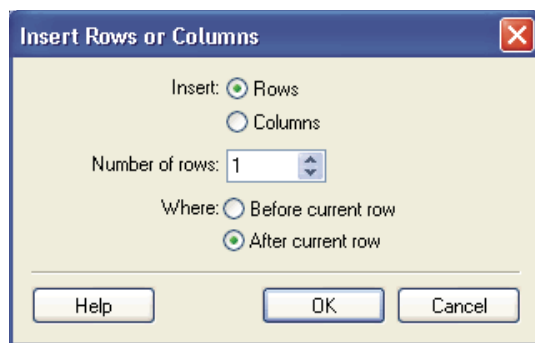 Insert Rows or Columns
Insert: Rows
Columns
Number of rows: 1
Where: Before current row
After current row
Help OK Cancel